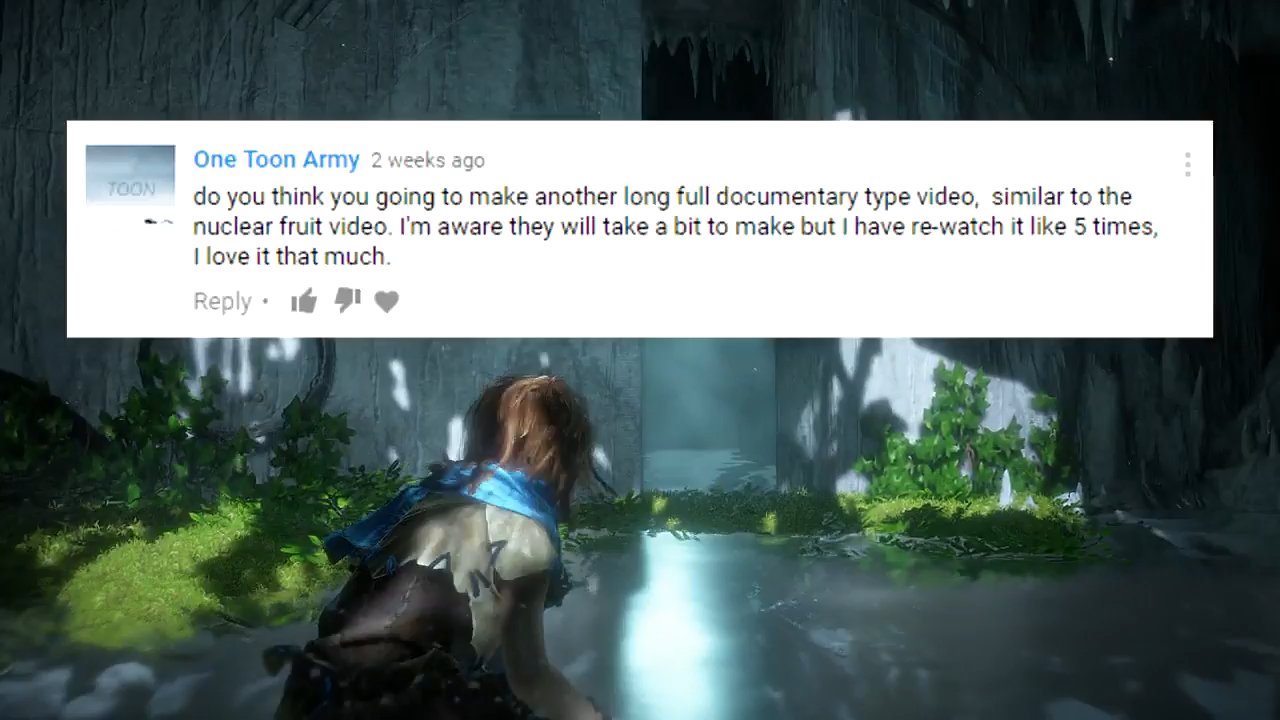 One Toon Army 2 weeks ago
TOON
do you think you going to make another long full documentary type video, similar to the
nuclear fruit video. I'm aware they will take a bit to make but I have re-watch it like 5 times,
I love it that much.
Reply •